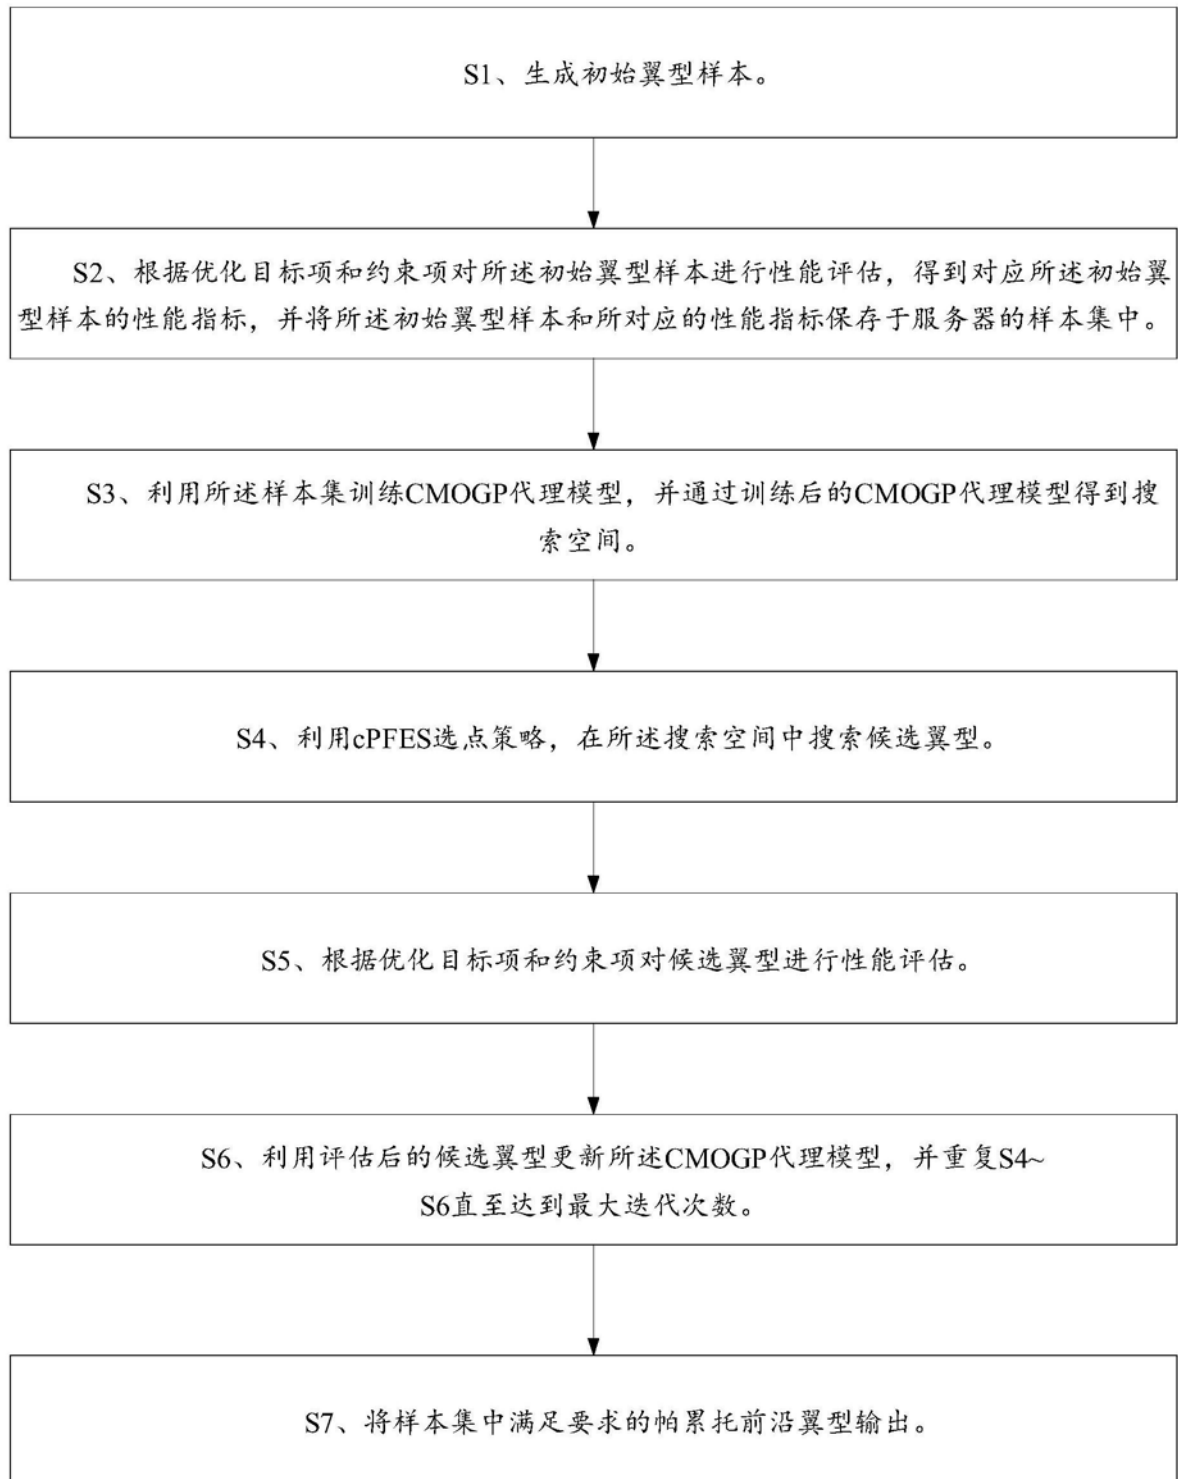 S1、生成初始翼型样本。
S2、根据优化目标项和约束项对所述初始翼型样本进行性能评估，得到对应所述初始翼
型样本的性能指标，并将所述初始翼型样本和所对应的性能指标保存于服务器的样本集中。
S3、利用所述样本集训练CMOGP代理模型，并通过训练后的CMOGP代理模型得到搜
索空间。
S4、利用cPFES选点策略，在所述搜索空间中搜索候选翼型。
S5、根据优化目标项和约束项对候选翼型进行性能评估。
S6、利用评估后的候选翼型更新所述CMOGP代理模型，并重复S4~
S6直至达到最大迭代次数。
S7、将样本集中满足要求的帕累托前沿翼型输出。